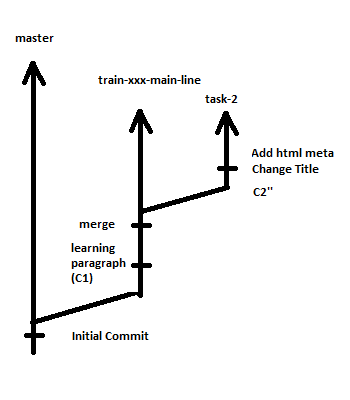 master
train-xxx-main-line
task-2
Add html meta
Change Title
C2"
merge
learning
paragraph
(C1)
Initial Commit